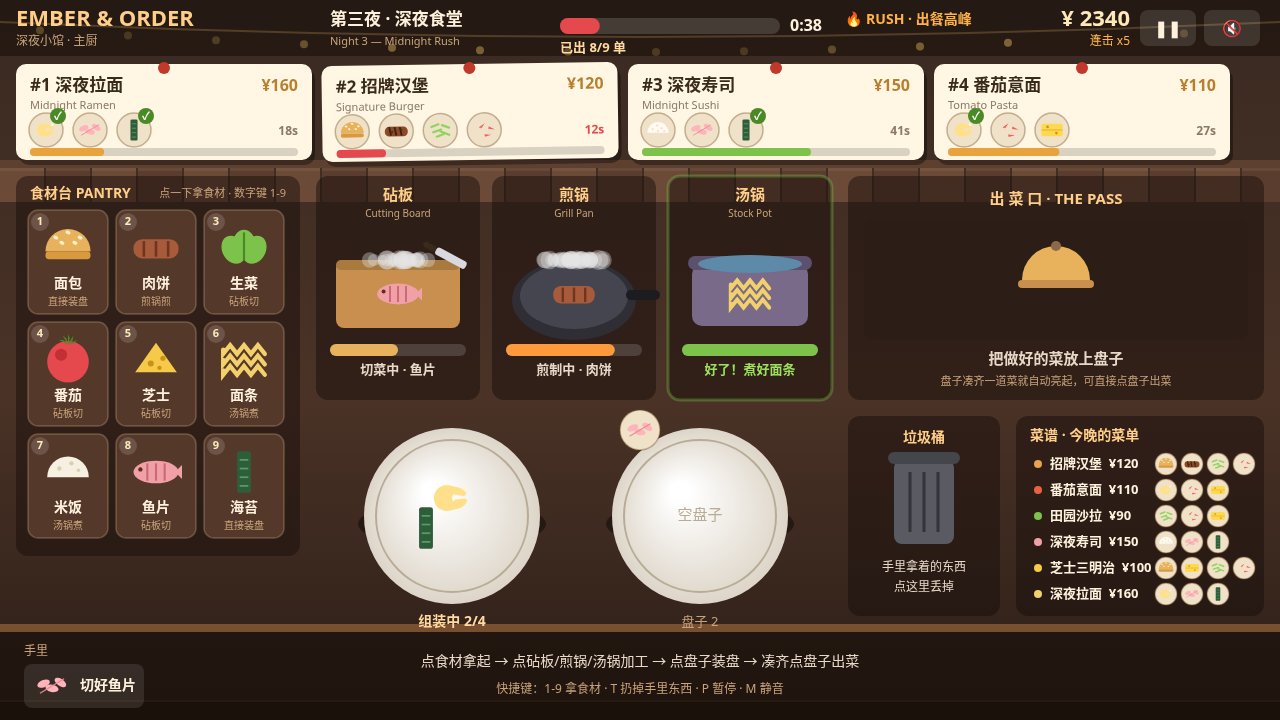 EMBER & ORDER
深夜小馆 · 主厨
第三夜 · 深夜食堂
Night 3 — Midnight Rush
0:38
已出 8/9 单
🔥 RUSH · 出餐高峰
¥ 2340
连击 x5
#1 深夜拉面
¥160
Midnight Ramen
18s
#2 招牌汉堡
¥120
Signature Burger
12s
#3 深夜寿司
¥150
Midnight Sushi
41s
#4 番茄意面
¥110
Tomato Pasta
27s
食材台 PANTRY
点一下拿食材 · 数字键 1-9
1
面包
直接装盘
2
肉饼
煎锅煎
3
生菜
砧板切
4
番茄
砧板切
5
芝士
砧板切
6
面条
汤锅煮
7
米饭
汤锅煮
8
鱼片
砧板切
9
海苔
直接装盘
砧板
Cutting Board
切菜中 · 鱼片
煎锅
Grill Pan
煎制中 · 肉饼
汤锅
Stock Pot
好了！煮好面条
出 菜 口 · THE PASS
把做好的菜放上盘子
盘子凑齐一道菜就自动亮起，可直接点盘子出菜
组装中 2/4
空盘子
盘子 2
垃圾桶
手里拿着的东西
点这里丢掉
菜谱 · 今晚的菜单
招牌汉堡 ¥120
番茄意面 ¥110
田园沙拉 ¥90
深夜寿司 ¥150
芝士三明治 ¥100
深夜拉面 ¥160
手里
切好鱼片
点食材拿起 → 点砧板/煎锅/汤锅加工 → 点盘子装盘 → 凑齐点盘子出菜
快捷键：1-9 拿食材 · T 扔掉手里东西 · P 暂停 · M 静音